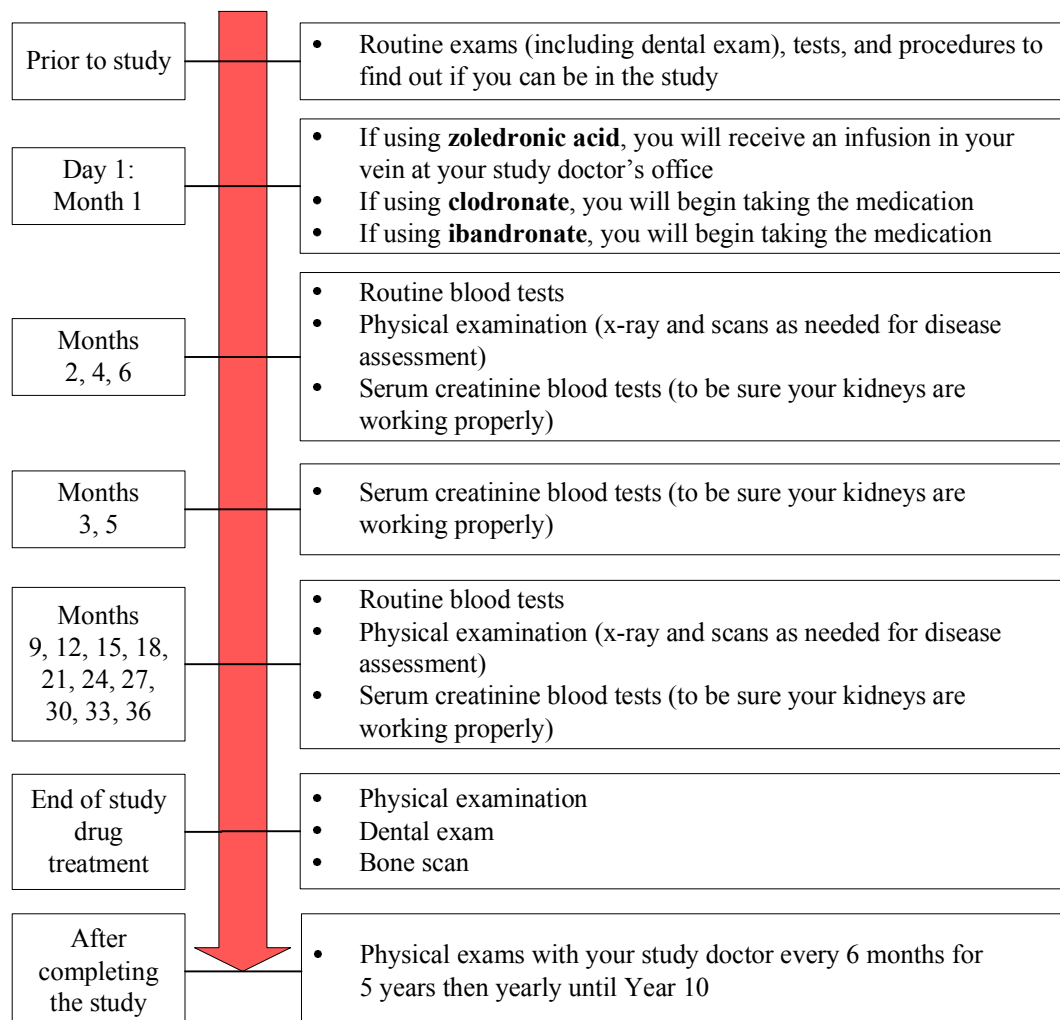 Prior to study
• Routine exams (including dental exam), tests, and procedures to
find out if you can be in the study
Day 1:
Month 1
• If using zoledronic acid, you will receive an infusion in your
vein at your study doctor’s office
• If using clodronate, you will begin taking the medication
• If using ibandronate, you will begin taking the medication
Months
2, 4, 6
• Routine blood tests
• Physical examination (x-ray and scans as needed for disease
assessment)
• Serum creatinine blood tests (to be sure your kidneys are
working properly)
Months
3, 5
• Serum creatinine blood tests (to be sure your kidneys are
working properly)
Months
9, 12, 15, 18,
21, 24, 27,
30, 33, 36
• Routine blood tests
• Physical examination (x-ray and scans as needed for disease
assessment)
• Serum creatinine blood tests (to be sure your kidneys are
working properly)
End of study
drug
treatment
• Physical examination
• Dental exam
• Bone scan
After
completing
the study
• Physical exams with your study doctor every 6 months for
5 years then yearly until Year 10